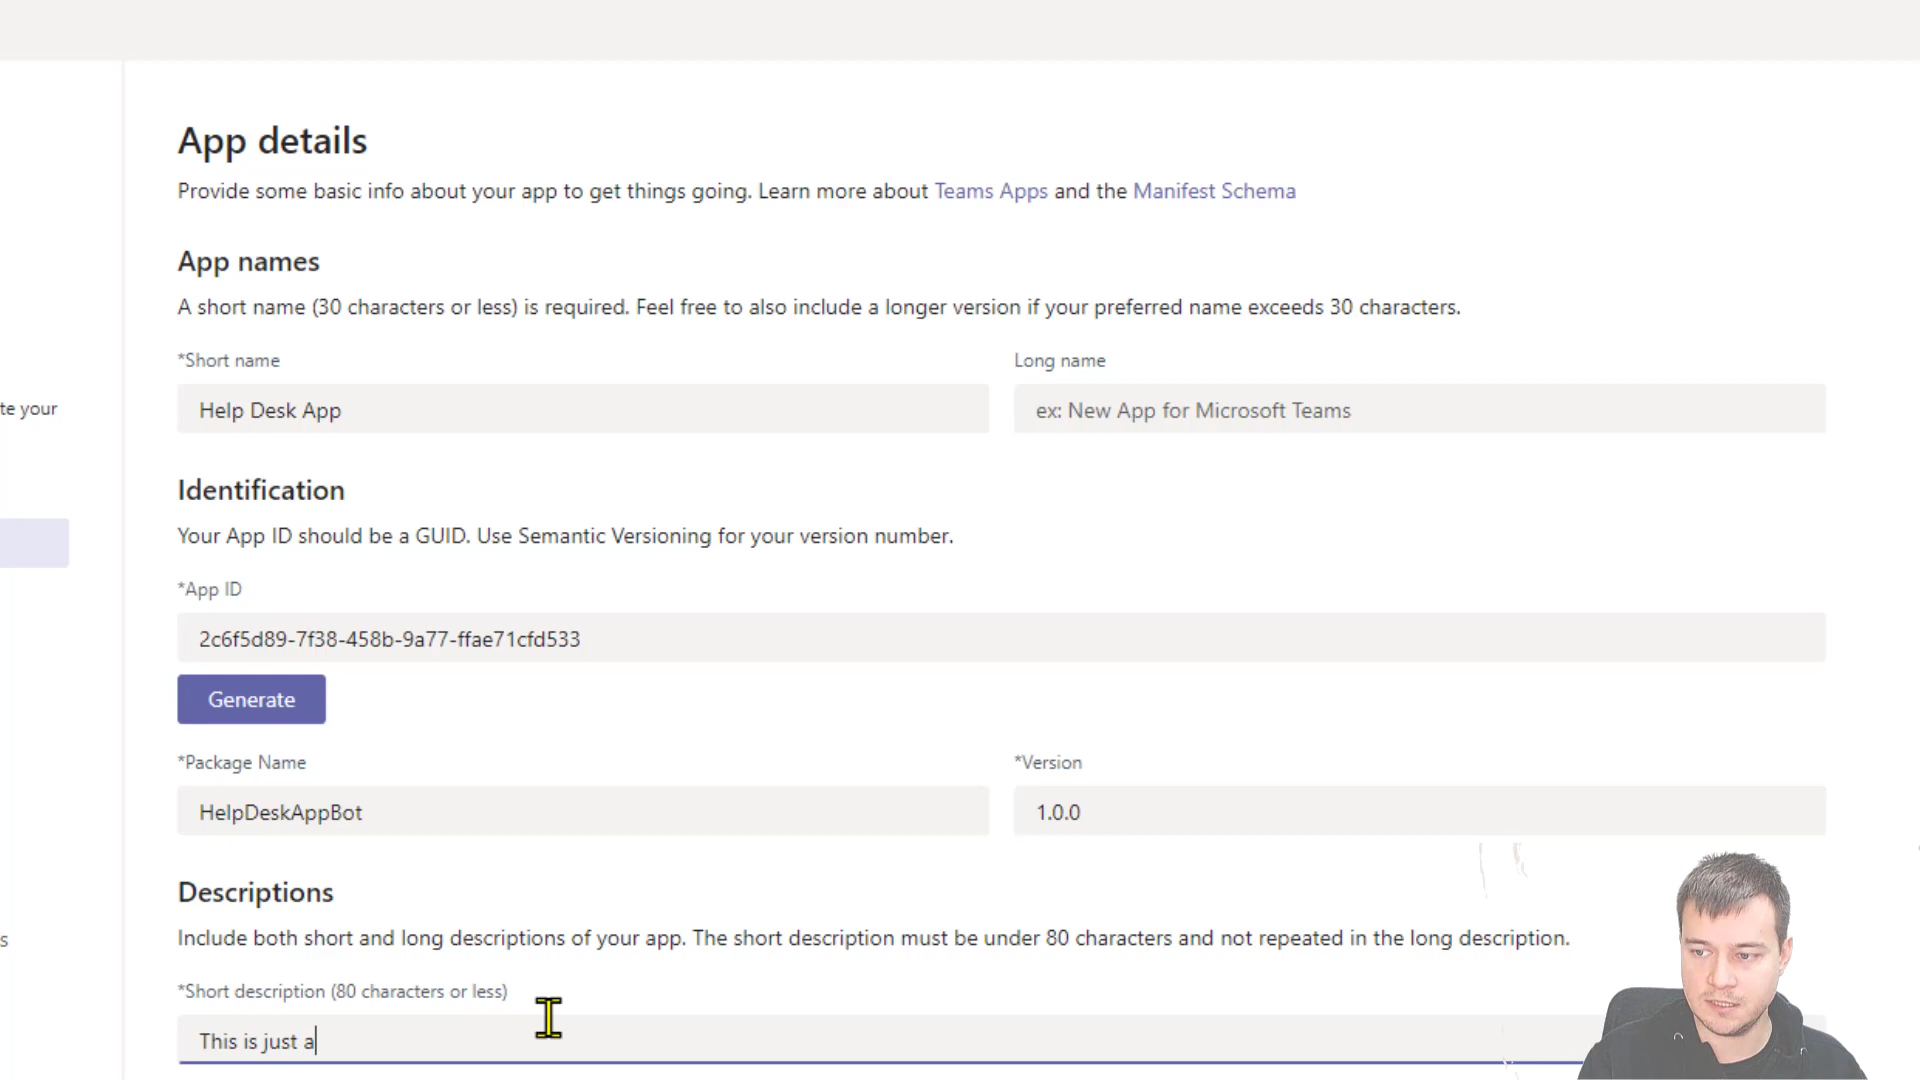 App details
Provide some basic info about your app to get things going. Learn more about Teams Apps and the Manifest Schema
App names
A short name (30 characters or less) is required. Feel free to also include a longer version if your preferred name exceeds 30 characters.
*Short name
Long name
te your
Help Desk App
ex: New App for Microsoft Teams
Identification
Your App ID should be a GUID. Use Semantic Versioning for your version number.
*App ID
2c6f5d89-7f38-458b-9a77-ffae71cfd533
Generate
*Package Name
*Version
HelpDeskAppBot
1.0.0
Descriptions
Include both short and long descriptions of your app. The short description must be under 80 characters and not repeated in the long description.
s
*Short description (80 characters or less)
This is just a